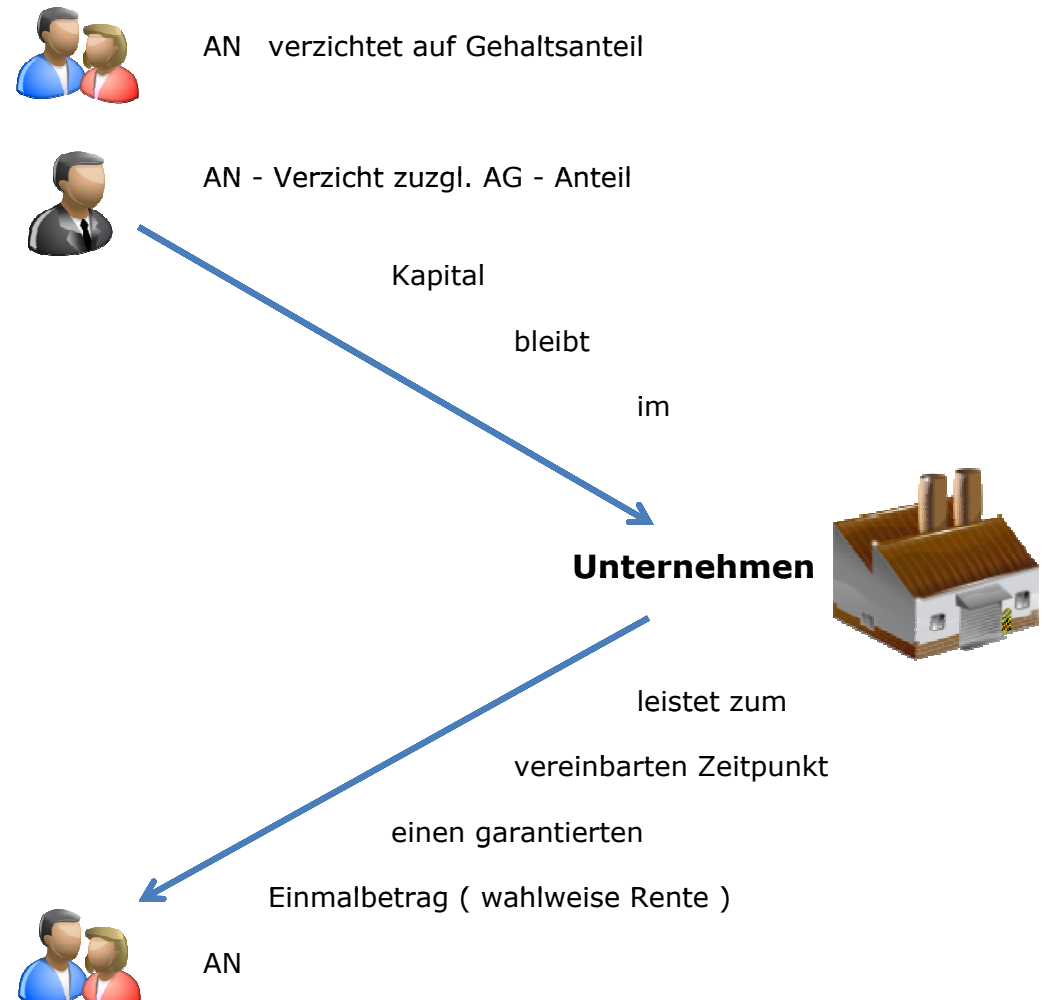 AN verzichtet auf Gehaltsanteil
AN - Verzicht zuzgl. AG - Anteil
Kapital
bleibt
im
Unternehmen
leistet zum
vereinbarten Zeitpunkt
einen garantierten
Einmalbetrag ( wahlweise Rente )
AN